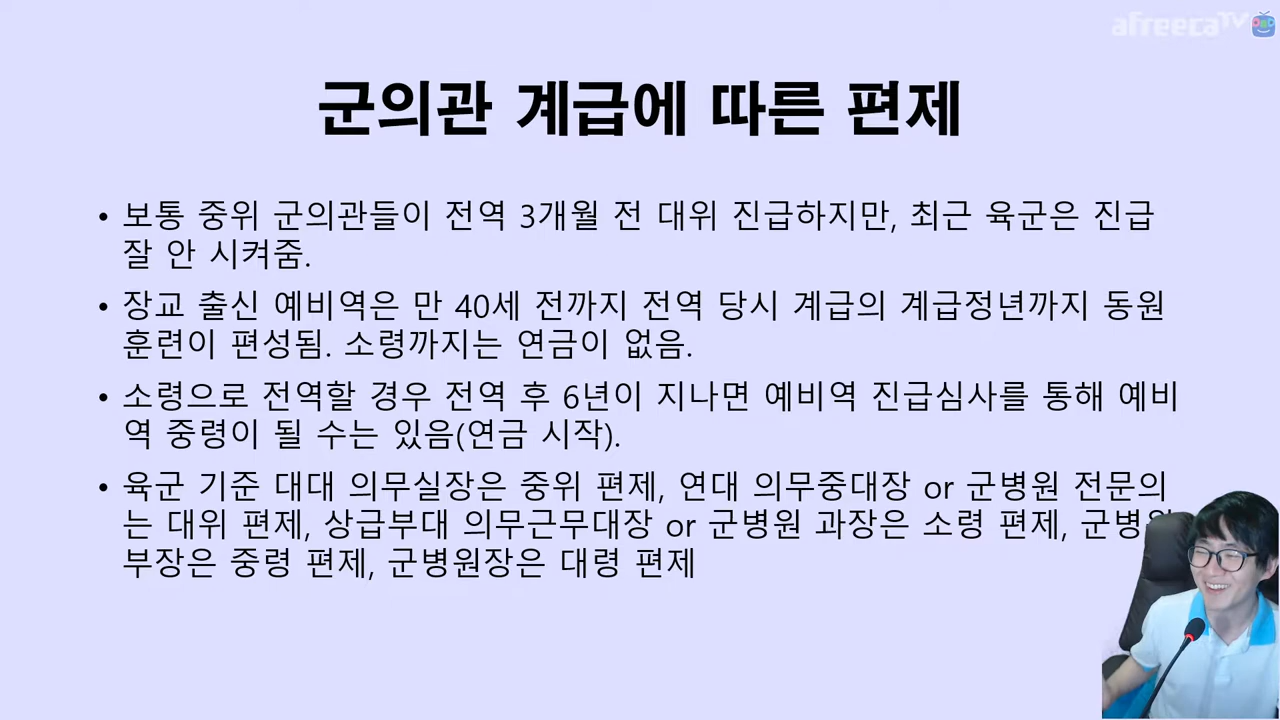 afreecaTV
군의관 계급에 따른 편제
• 보통 중위 군의관들이 전역 3개월 전 대위 진급하지만, 최근 육군은 진급
잘 안 시켜줌.
• 장교 출신 예비역은 만 40세 전까지 전역 당시 계급의 계급정년까지 동원
훈련이 편성됨. 소령까지는 연금이 없음.
• 소령으로 전역할 경우 전역 후 6년이 지나면 예비역 진급심사를 통해 예비
역 중령이 될 수는 있음(연금 시작).
• 육군 기준 대대 의무실장은 중위 편제, 연대 의무중대장 or 군병원 전문의
는 대위 편제, 상급부대 의무근무대장 or 군병원 과장은 소령 편제, 군병원
부장은 중령 편제, 군병원장은 대령 편제